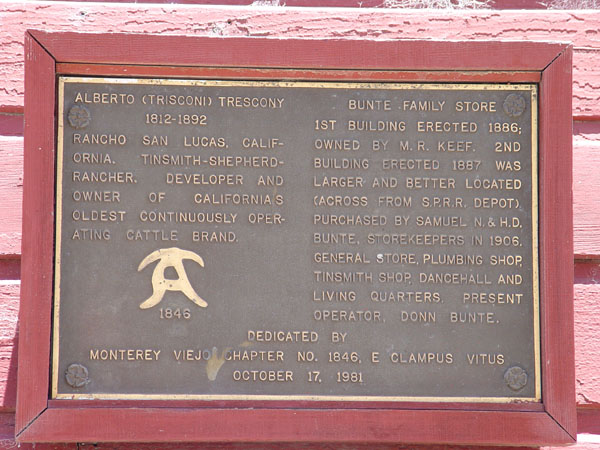 ALBERTO (TRISCONI) TRESCONY
1812-1892
RANCHO SAN LUCAS, CALIF-
ORNIA. TINSMITH-SHEPHERD-
RANCHER. DEVELOPER AND
OWNER OF CALIFORNIA'S
OLDEST CONTINUOUSLY OPER-
ATING CATTLE BRAND.
1846
BUNTE FAMILY STORE
1ST BUILDING ERECTED 1886;
OWNED BY M.R. KEEF. 2ND
BUILDING ERECTED 1887 WAS
LARGER AND BETTER LOCATED
(ACROSS FROM S.P.R.R. DEPOT).
PURCHASED BY SAMUEL N. & H.D.
BUNTE, STOREKEEPERS IN 1906.
GENERAL STORE, PLUMBING SHOP,
TINSMITH SHOP, DANCEHALL AND
LIVING QUARTERS. PRESENT
OPERATOR, DONN BUNTE.
DEDICATED BY
MONTEREY VIEJO CHAPTER NO. 1846, E CLAMPUS VITUS
OCTOBER 17, 1981